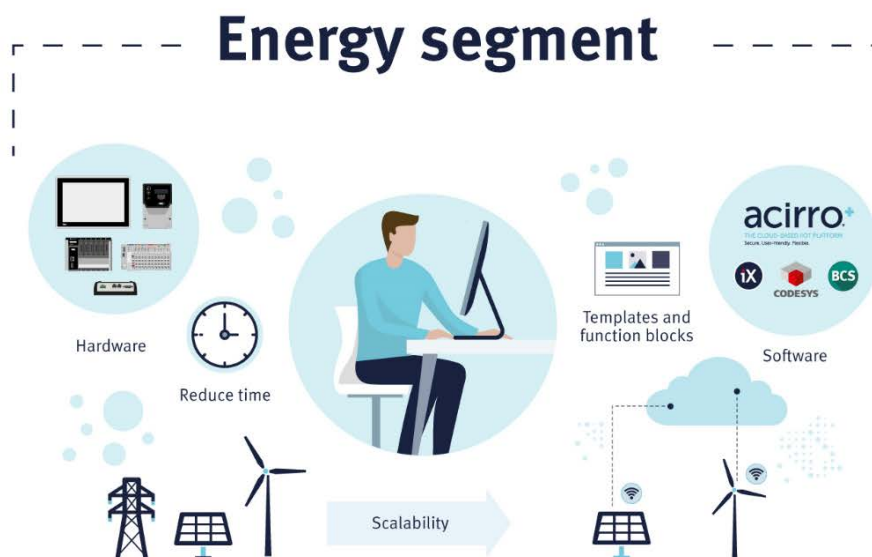 Energy segment
acirro+
THE CLOUD-BASED IIOT PLATFORM
Secure. User-friendly. Flexible.
iX
CODESYS
BCS
Hardware
Reduce time
Templates and
function blocks
Software
Scalability